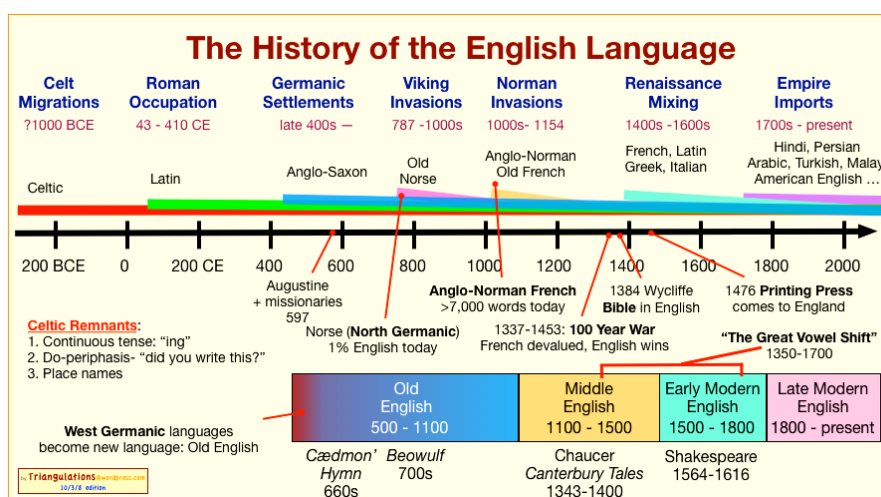 The History of the English Language
Celt
Migrations
?1000 BCE
Roman
Occupation
43 - 410 CE
Germanic
Settlements
late 400s —
Viking
Invasions
787 -1000s
Norman
Invasions
1000s- 1154
Renaissance
Mixing
1400s -1600s
Empire
Imports
1700s - present
Celtic
Latin
Anglo-Saxon
Old
Norse
Anglo-Norman
Old French
French, Latin
Greek, Italian
Hindi, Persian
Arabic, Turkish, Malay
American English ...
200 BCE 0 200 CE 400 600 800 1000 1200 1400 1600 1800 2000
Augustine
+ missionaries
597
Norse (North Germanic)
1% English today
Anglo-Norman French
>7,000 words today
1337-1453: 100 Year War
French devalued, English wins
1384 Wycliffe
Bible in English
1476 Printing Press
comes to England
"The Great Vowel Shift"
1350-1700
Celtic Remnants:
1. Continuous tense: "ing"
2. Do-periphasis- "did you write this?"
3. Place names
West Germanic languages
become new language: Old English
Old
English
500 - 1100
Middle
English
1100 - 1500
Early Modern
English
1500 - 1800
Late Modern
English
1800 - present
Cædmon'
Hymn
660s
Beowulf
700s
Chaucer
Canterbury Tales
1343-1400
Shakespeare
1564-1616
by: Triangulations@wordpress.com
10/3/8 edition